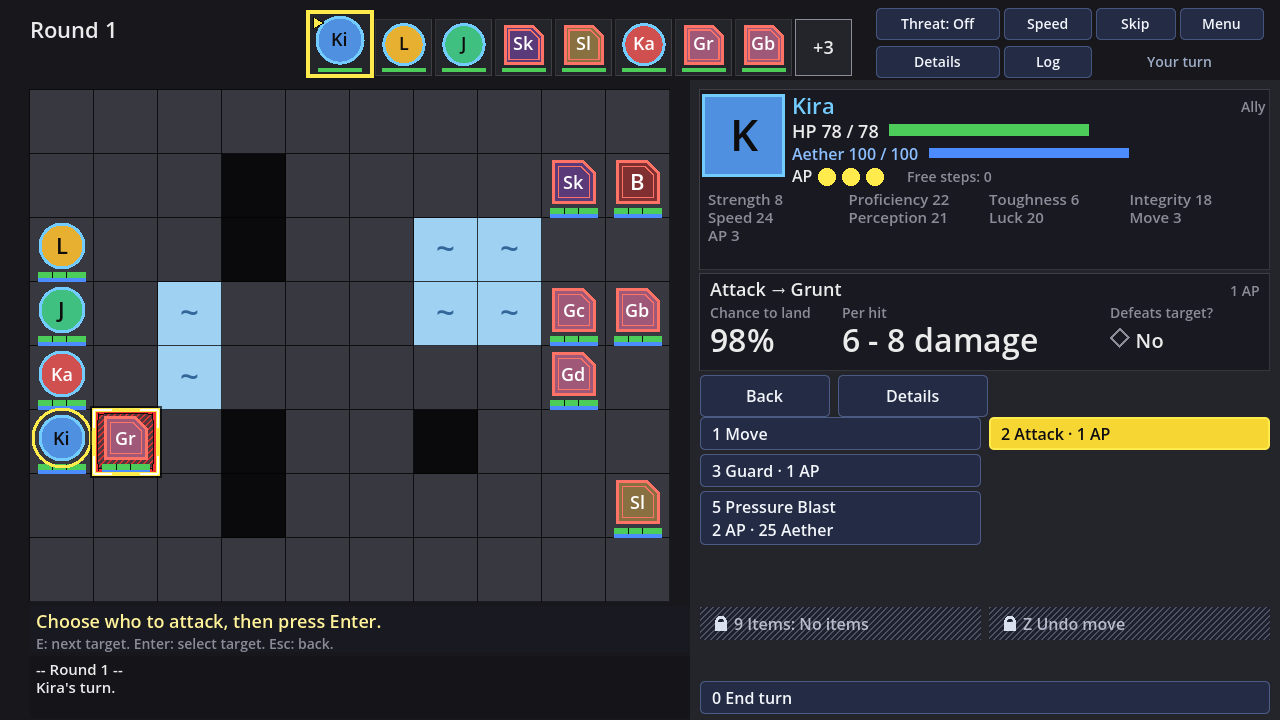 Round 1
Ki
L
J
Sk
Sl
Ka
Gr
Gb
+3
Threat: Off
Speed
Skip
Menu
Details
Log
Your turn
Sk
B
L
~
~
J
~
~
~
Gc
Gb
Ka
~
Gd
Ki
Gr
Sl
Choose who to attack, then press Enter.
E: next target. Enter: select target. Esc: back.
-- Round 1 --
Kira's turn.
K
Kira
Ally
HP 78 / 78
Aether 100 / 100
AP
Free steps: 0
Strength 8
Proficiency 22
Toughness 6
Integrity 18
Speed 24
Perception 21
Luck 20
Move 3
AP 3
Attack → Grunt
1 AP
Chance to land
Per hit
Defeats target?
98%
6 - 8 damage
No
Back
Details
1 Move
2 Attack · 1 AP
3 Guard · 1 AP
5 Pressure Blast
2 AP · 25 Aether
9 Items: No items
Z Undo move
0 End turn